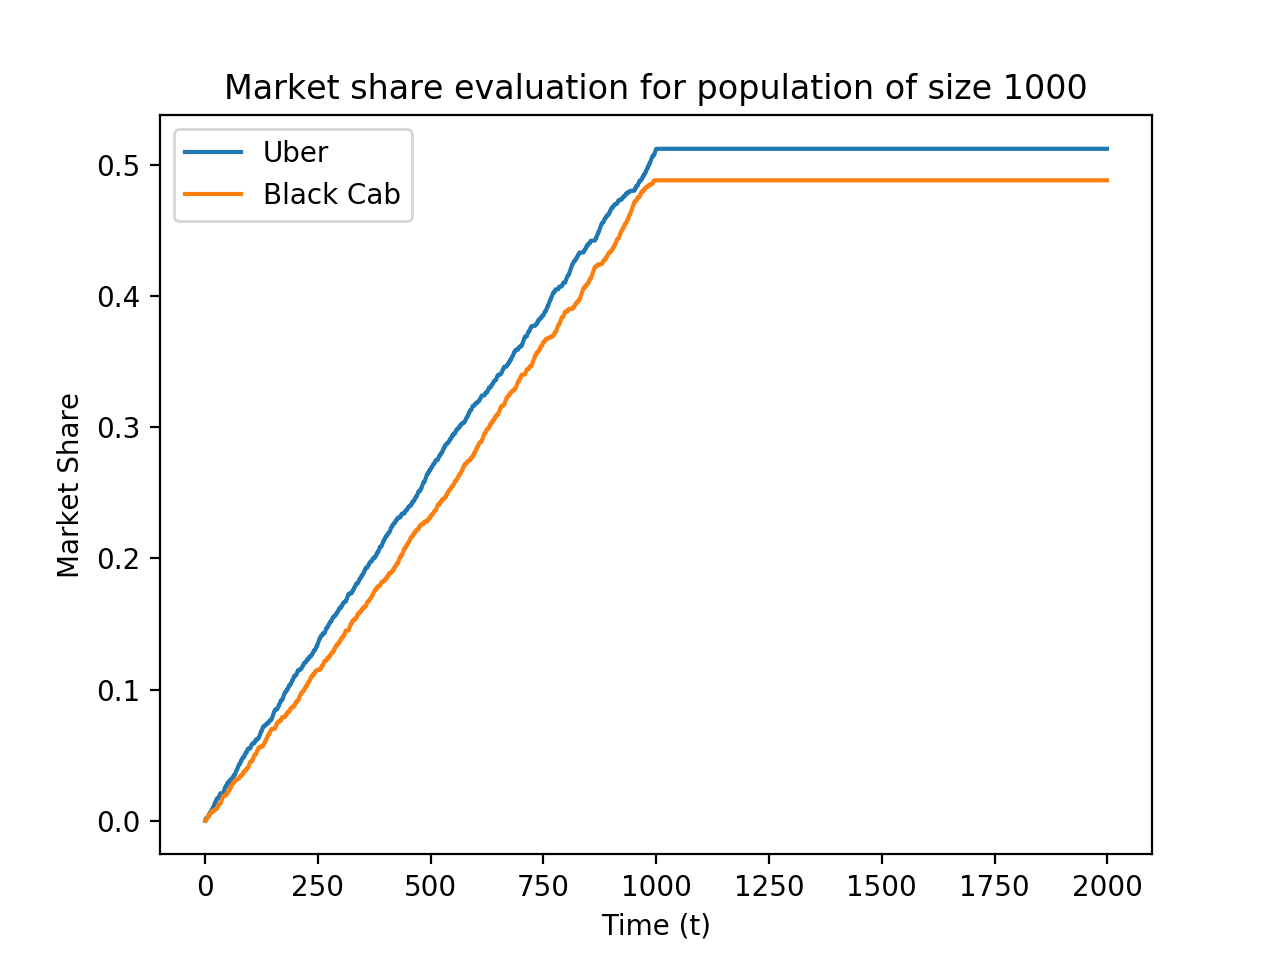 Market share evaluation for population of size 1000
Uber
Black Cab
0.5
0.4
0.3
0.2
0.1
0.0
Market Share
0 250 500 750 1000 1250 1500 1750 2000
Time (t)